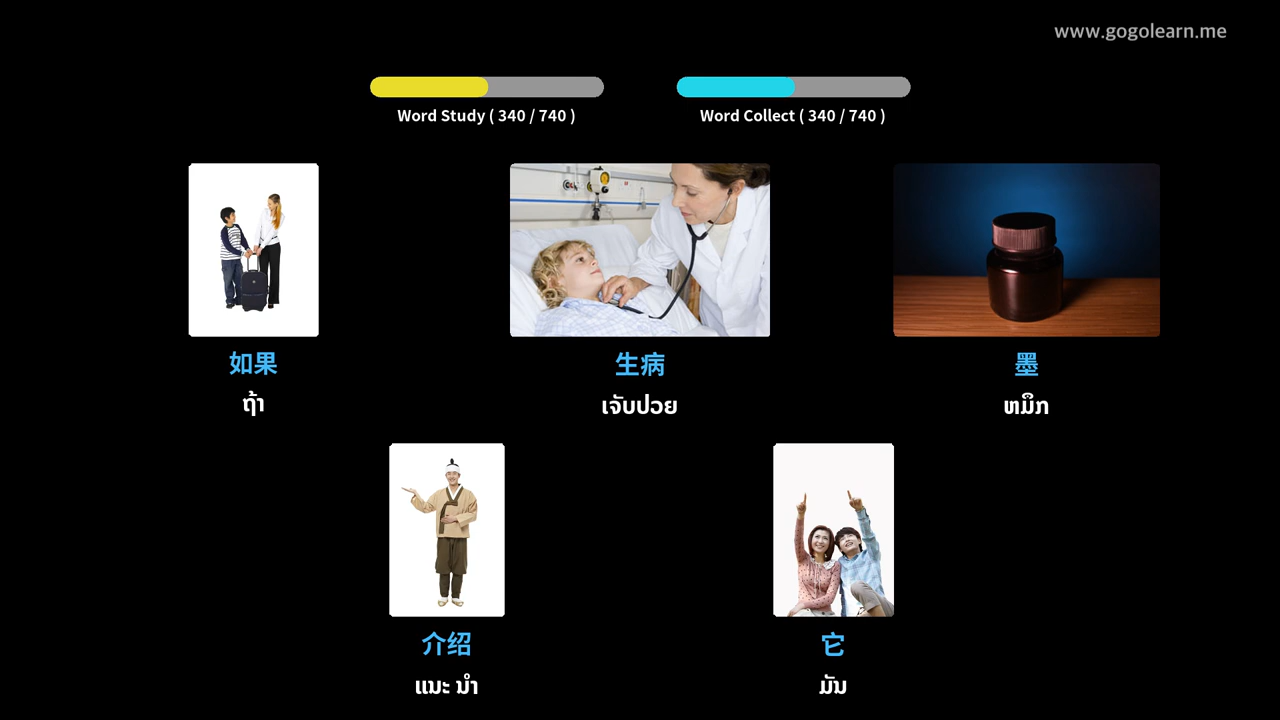 www.gogolearn.me
Word Study ( 340 / 740 )
Word Collect ( 340 / 740 )
如果
ຖ້າ
生病
ເຈັບປວຍ
墨
ຫມຶກ
介绍
ແນະ ນໍາ
它
ມັນ